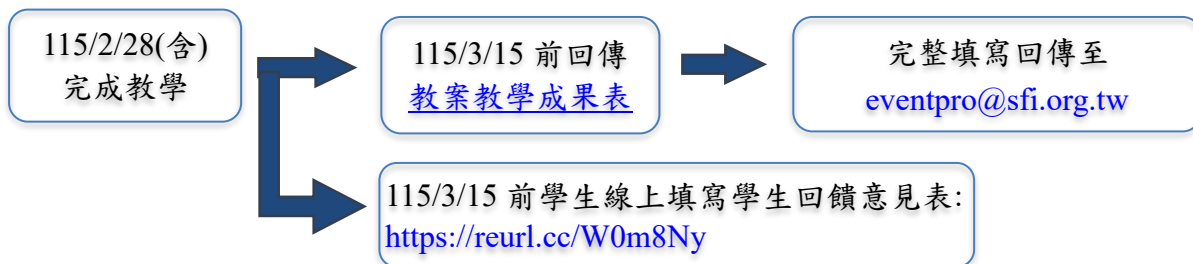 115/2/28(含)
完成教學
115/3/15 前回傳
教案教學成果表
完整填寫回傳至
eventpro@sfi.org.tw
115/3/15 前學生線上填寫學生回饋意見表:
https://reurl.cc/W0m8Ny